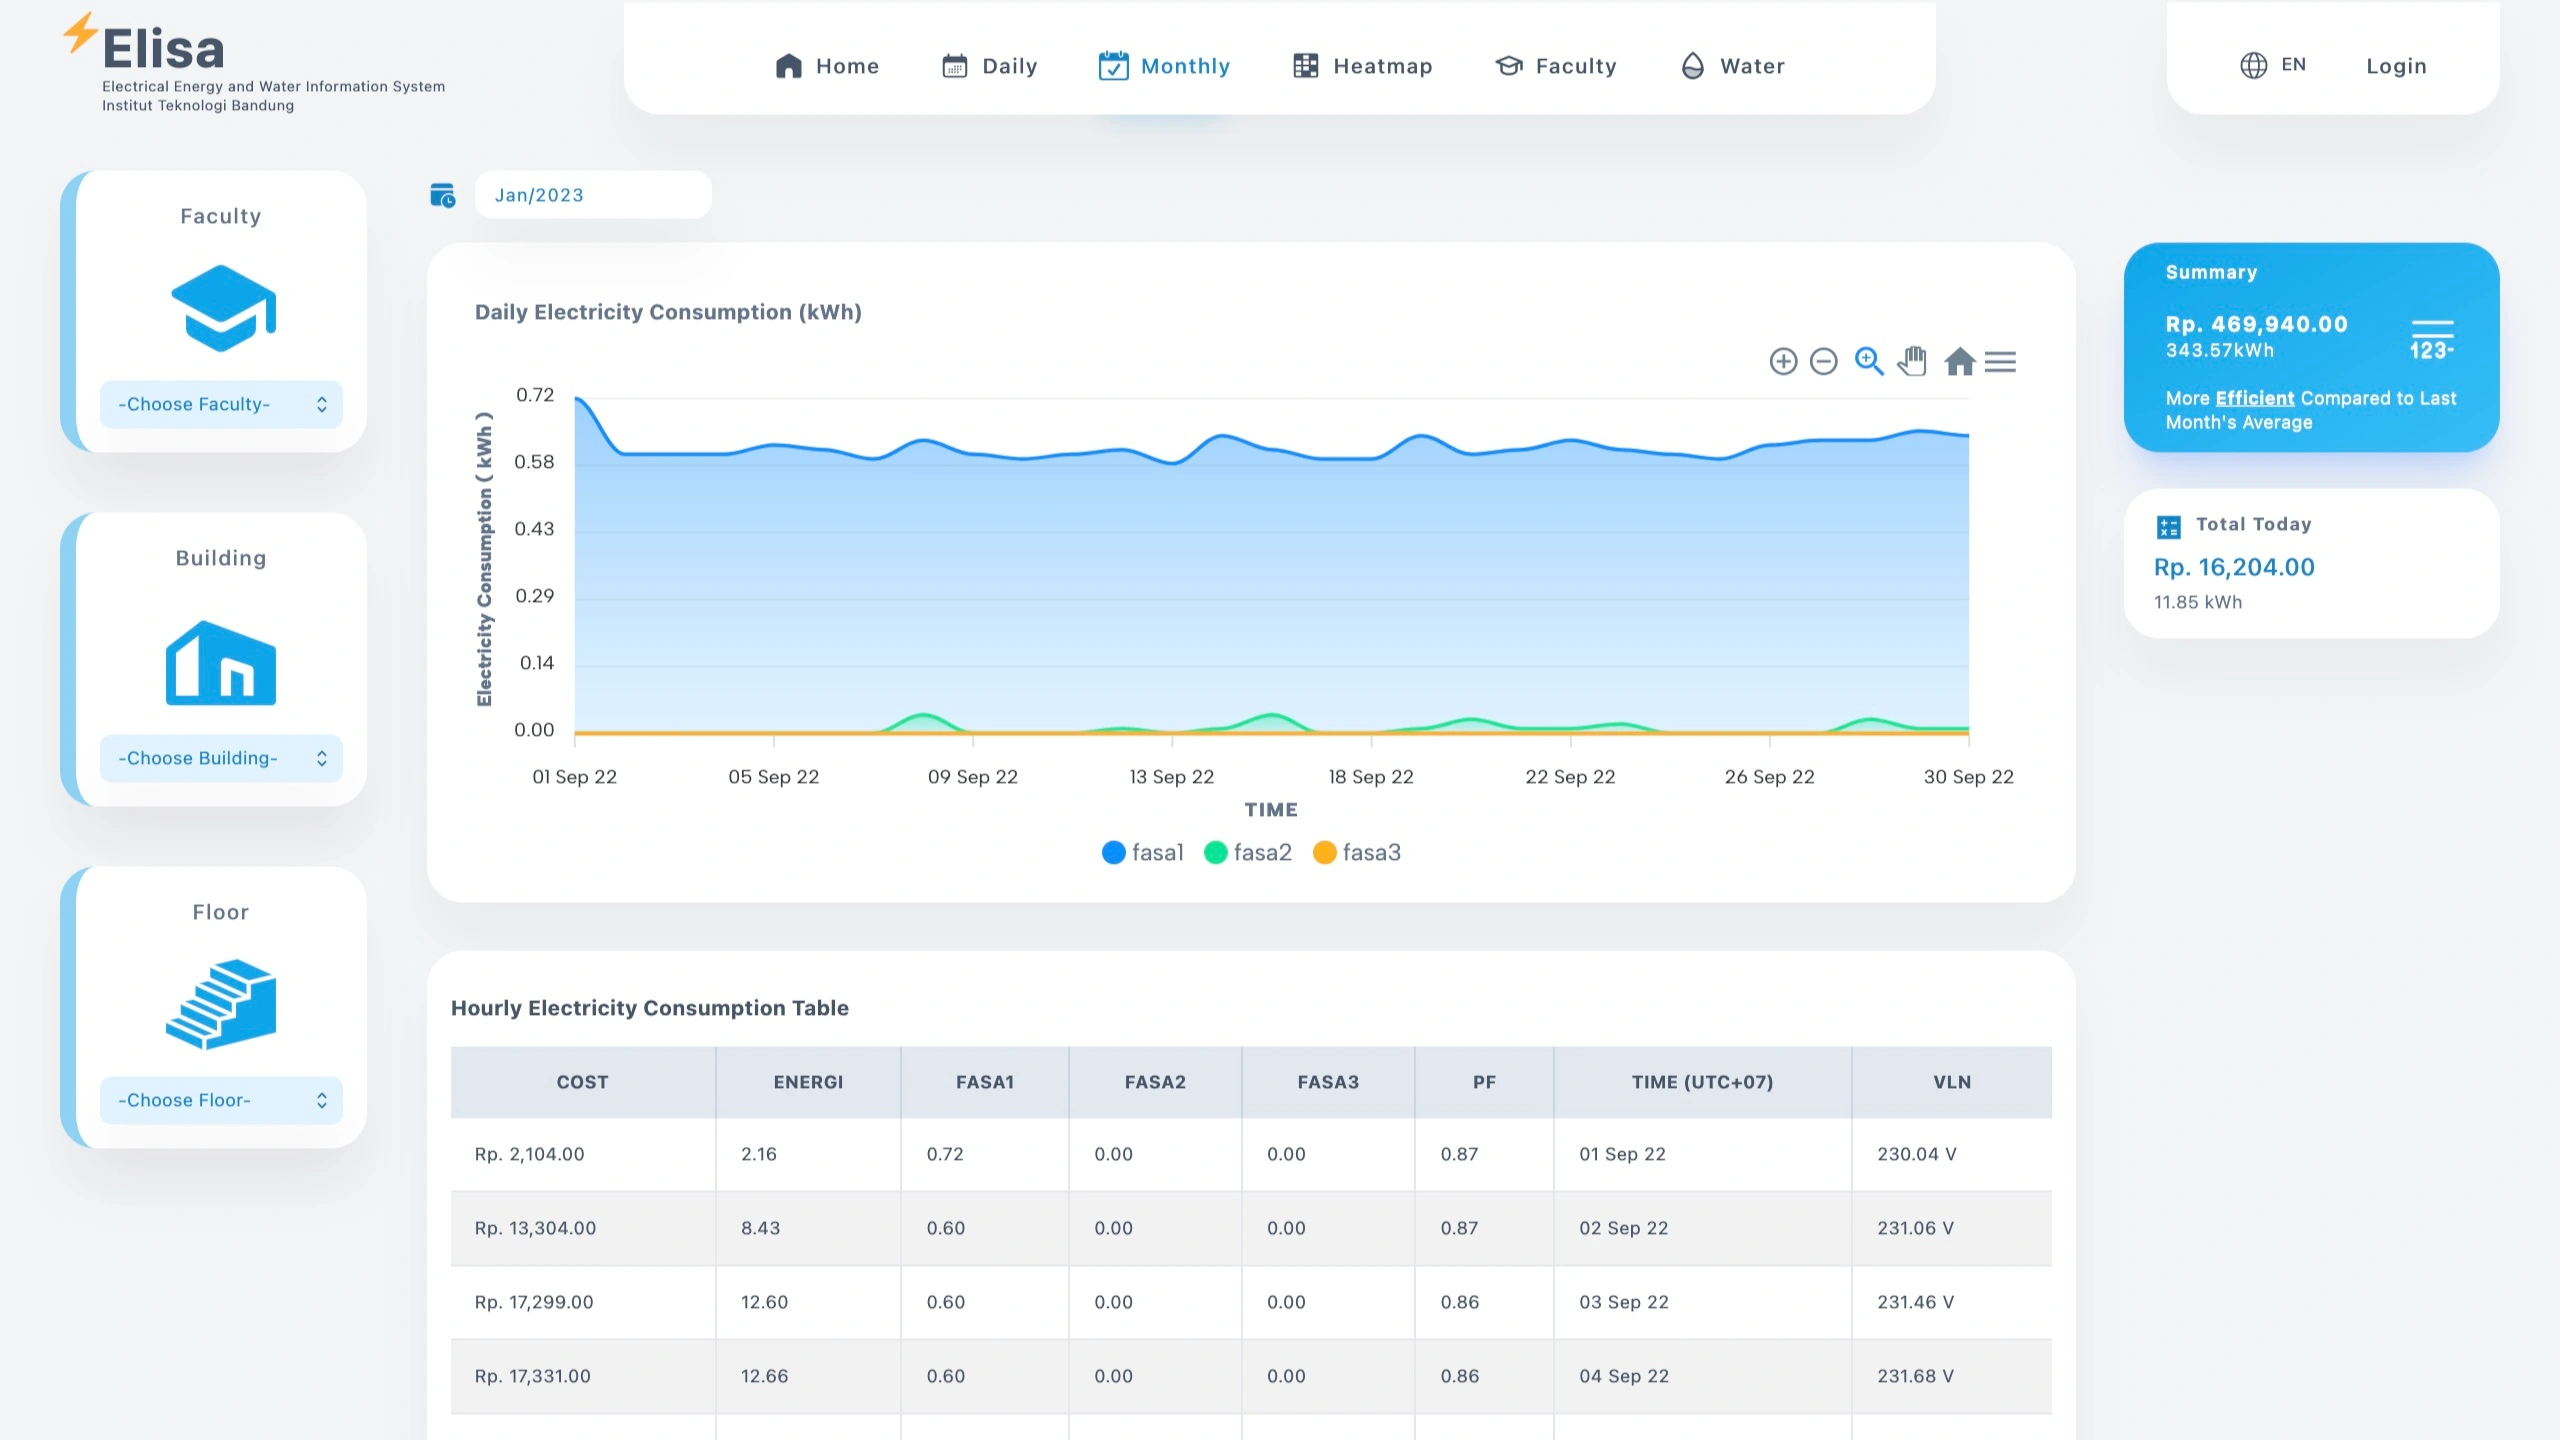 Elisa
Electrical Energy and Water Information System
Institut Teknologi Bandung
Home
Daily
Monthly
Heatmap
Faculty
Water
EN
Login
Faculty
-Choose Faculty-
Building
-Choose Building-
Floor
-Choose Floor-
Jan/2023
Daily Electricity Consumption (kWh)
Electricity Consumption ( kWh )
0.72
0.58
0.43
0.29
0.14
0.00
01 Sep 22
05 Sep 22
09 Sep 22
13 Sep 22
18 Sep 22
22 Sep 22
26 Sep 22
30 Sep 22
TIME
fasa1
fasa2
fasa3
Summary
Rp. 469,940.00
343.57kWh
123-
More Efficient Compared to Last
Month's Average
Total Today
Rp. 16,204.00
11.85 kWh
Hourly Electricity Consumption Table
COST ENERGI FASA1 FASA2 FASA3 PF TIME (UTC+07) VLN
Rp. 2,104.00 2.16 0.72 0.00 0.00 0.87 01 Sep 22 230.04 V
Rp. 13,304.00 8.43 0.60 0.00 0.00 0.87 02 Sep 22 231.06 V
Rp. 17,299.00 12.60 0.60 0.00 0.00 0.86 03 Sep 22 231.46 V
Rp. 17,331.00 12.66 0.60 0.00 0.00 0.86 04 Sep 22 231.68 V